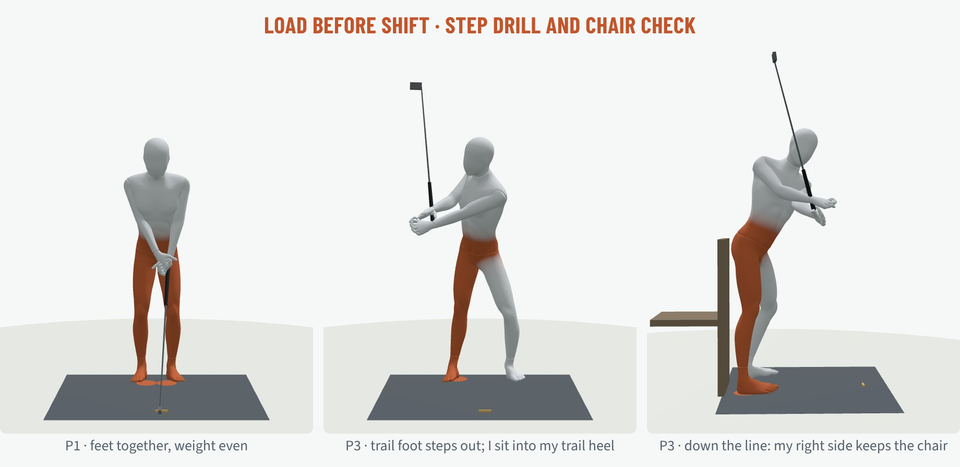 LOAD BEFORE SHIFT · STEP DRILL AND CHAIR CHECK
P1 · feet together, weight even
P3 · trail foot steps out; I sit into my trail heel
P3 · down the line: my right side keeps the chair